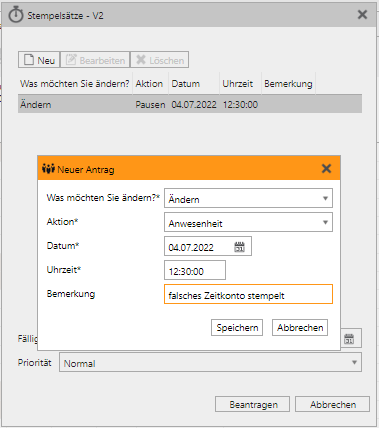 Stempelsätze - V2
Neu Bearbeiten Löschen
Was möchten Sie ändern? Aktion Datum Uhrzeit Bemerkung
Ändern Pausen 04.07.2022 12:30:00
Neuer Antrag
Was möchten Sie ändern?* Ändern
Aktion* Anwesenheit
Datum* 04.07.2022
Uhrzeit* 12:30:00
Bemerkung falsches Zeitkonto stempelt
Speichern Abbrechen
Priorität Normal
Beantragen Abbrechen